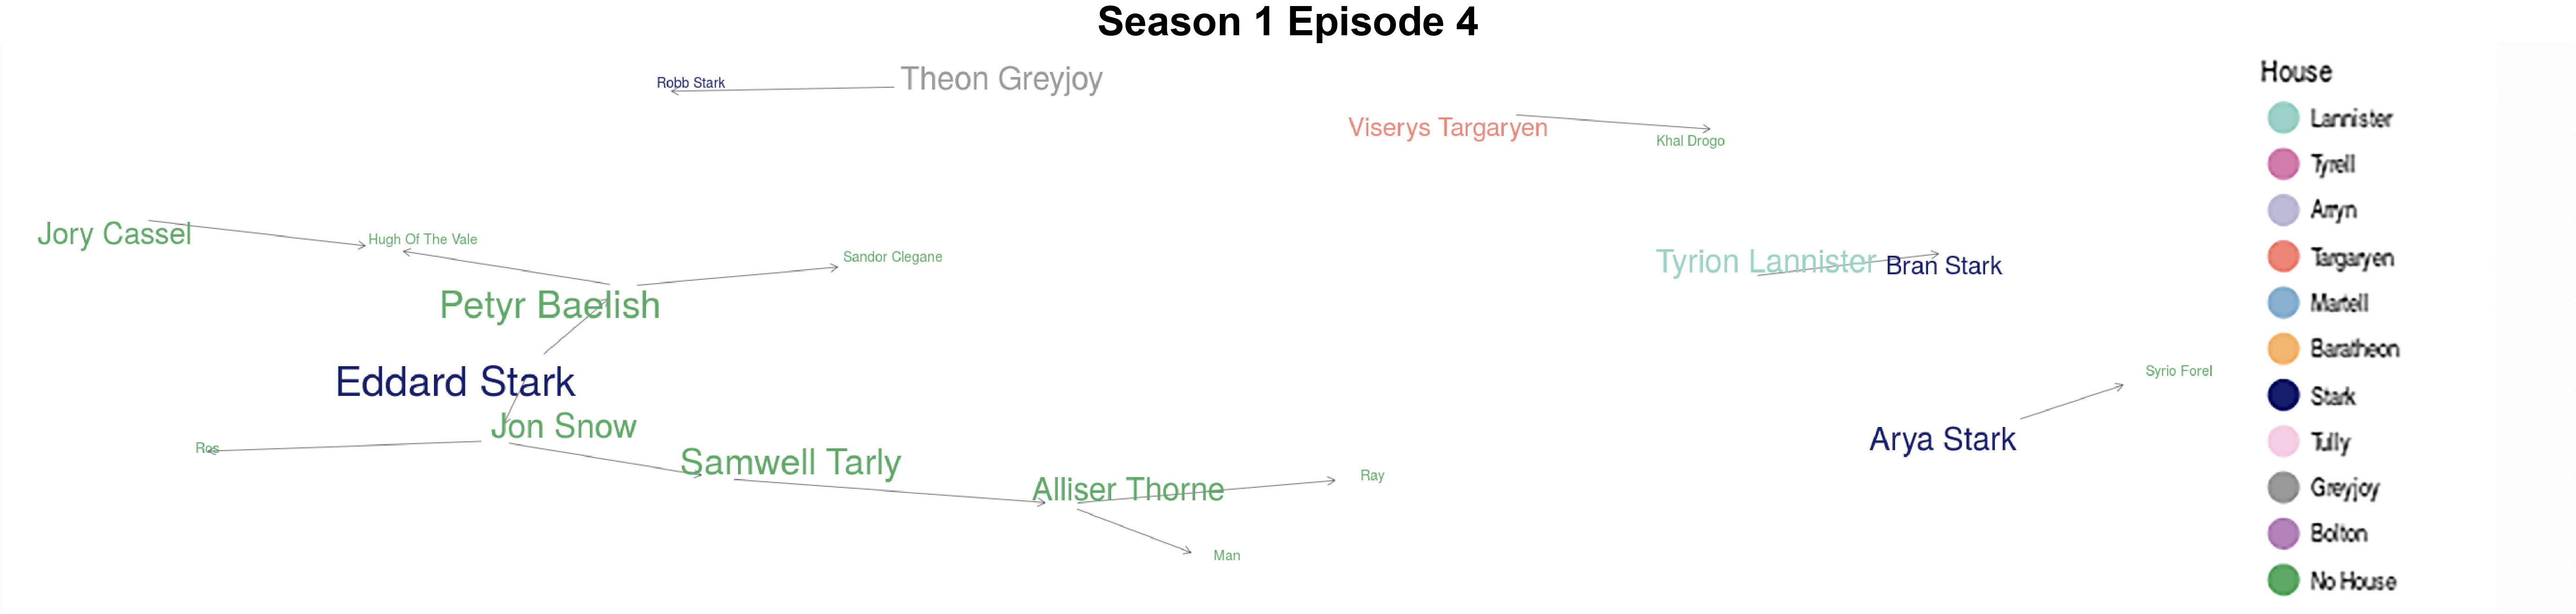 Season 1 Episode 4
Robb Stark
Theon Greyjoy
Viserys Targaryen
Khal Drogo
Jory Cassel
Hugh Of The Vale
Sandor Clegane
Tyrion Lannister
Bran Stark
Petyr Baelish
Eddard Stark
Jon Snow
Ros
Samwell Tarly
Alliser Thorne
Ray
Man
Arya Stark
Syrio Forel
House
Lannister
Tyrell
Arryn
Targaryen
Martell
Baratheon
Stark
Tully
Greyjoy
Bolton
No House